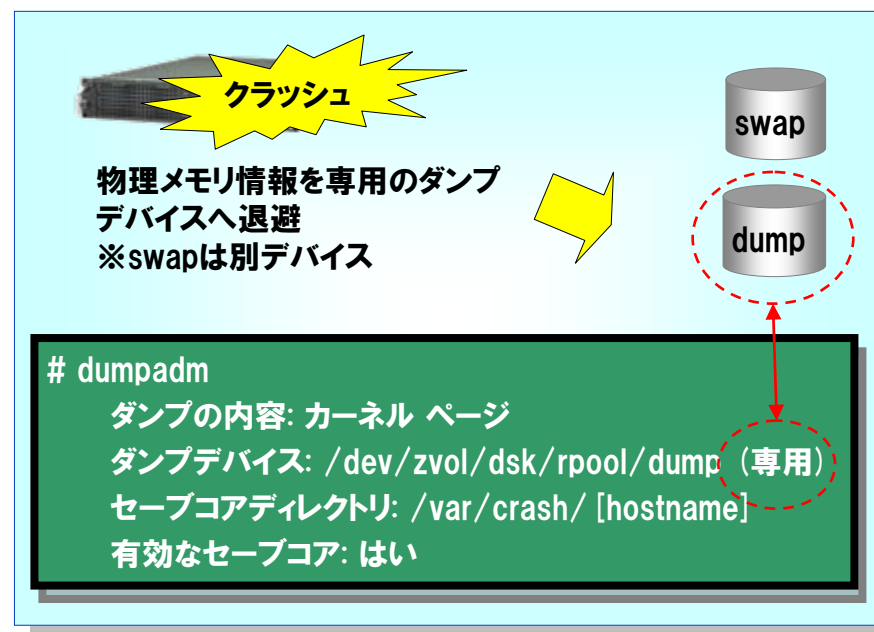 クラッシュ
swap
物理メモリ情報を専用のダンプ
デバイスへ退避
※swapは別デバイス
dump
# dumpadm
ダンプの内容: カーネル ページ
ダンプデバイス: /dev/zvol/dsk/rpool/dump (専用)
セーブコアディレクトリ: /var/crash/ [hostname]
有効なセーブコア: はい